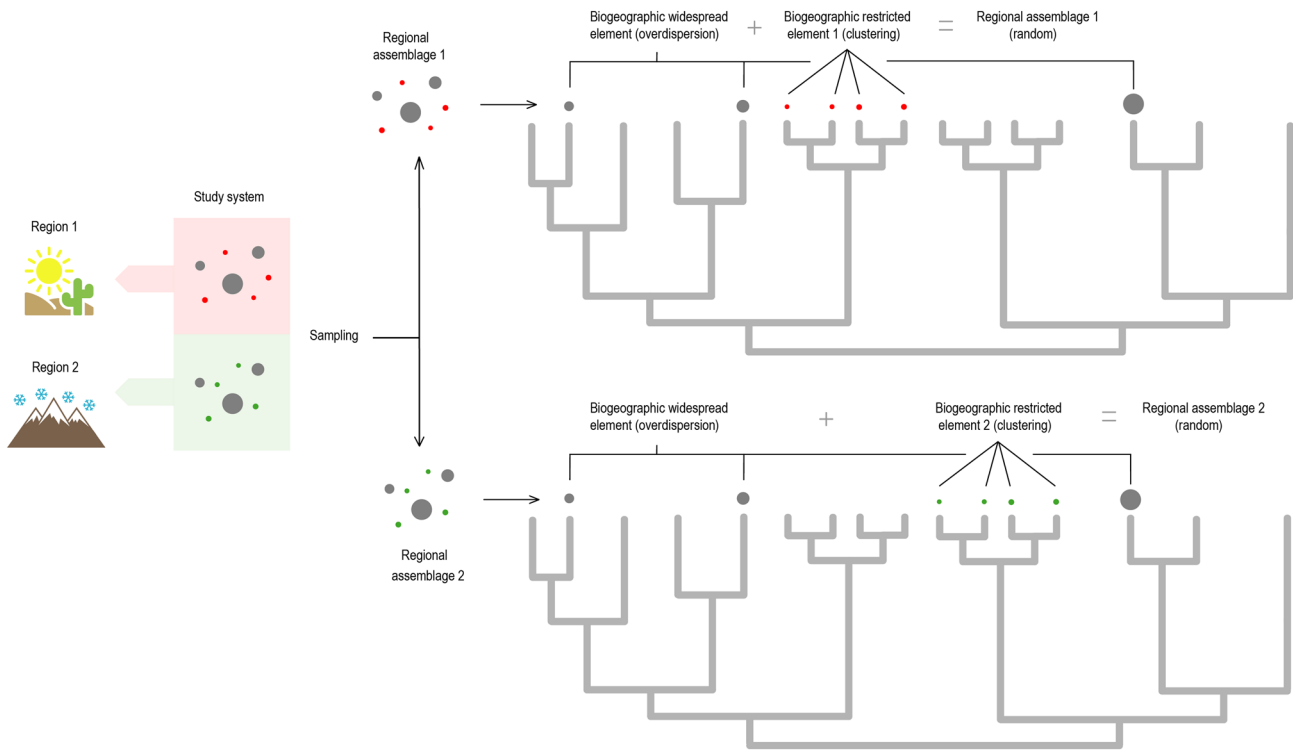 Biogeographic widespread
element (overdispersion)
+
Biogeographic restricted
element 1 (clustering)
=
Regional assemblage 1
(random)
Regional
assemblage 1
Study system
Region 1
Sampling
Region 2
Biogeographic widespread
element (overdispersion)
+
Biogeographic restricted
element 2 (clustering)
=
Regional assemblage 2
(random)
Regional
assemblage 2